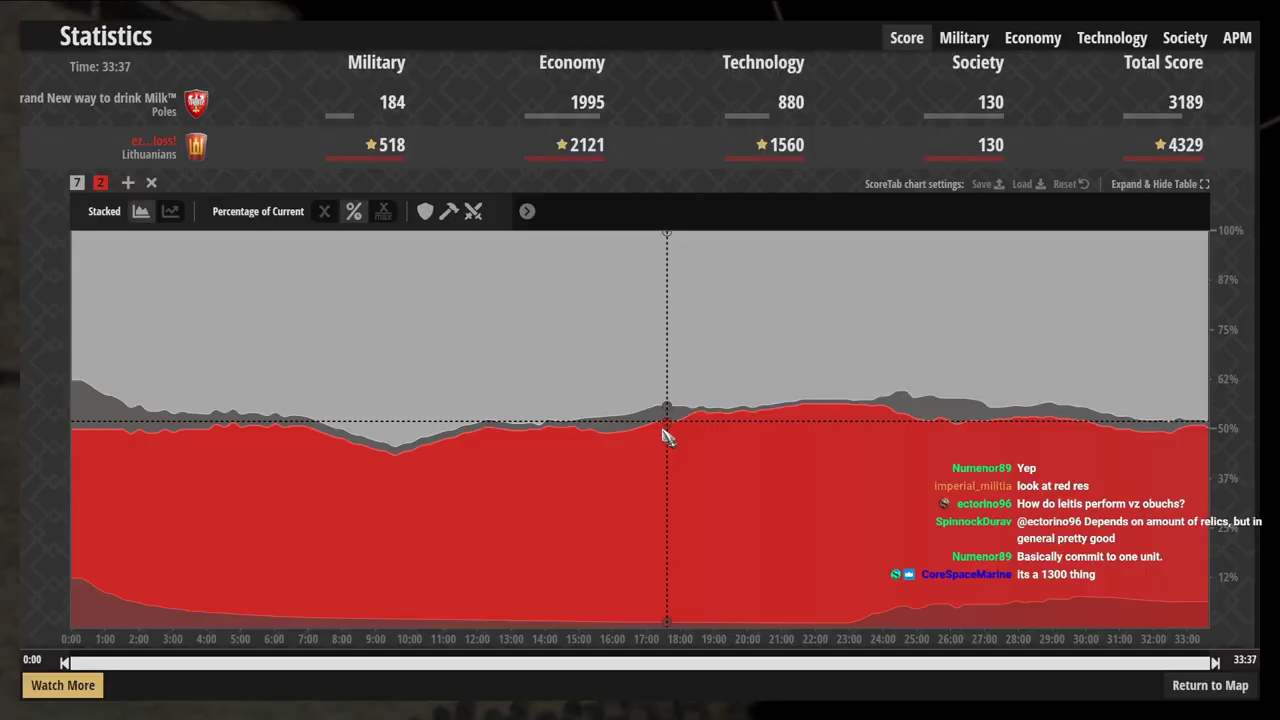 Statistics
Score Military Economy Technology Society APM
Time: 33:37
Military Economy Technology Society Total Score
rand New way to drink Milk™ 184 1995 880 130 3189
Poles
ez...loss! 518 2121 1560 130 4329
Lithuanians
7 2 ScoreTab chart settings: Save Load Reset Expand & Hide Table
Stacked Percentage of Current X % X max
100%
87%
75%
62%
50%
37%
12%
Numenor89 Yep
imperial_militia look at red res
ectorino96 How do leitis perform vz obuchs?
SpinnockDurav @ectorino96 Depends on amount of relics, but in
general pretty good
Numenor89 Basically commit to one unit.
CoreSpaceMarine its a 1300 thing
0:00 1:00 2:00 3:00 4:00 5:00 6:00 7:00 8:00 9:00 10:00 11:00 12:00 13:00 14:00 15:00 16:00 17:00 18:00 19:00 20:00 21:00 22:00 23:00 24:00 25:00 26:00 27:00 28:00 29:00 30:00 31:00 32:00 33:00
0:00 33:37
Watch More Return to Map